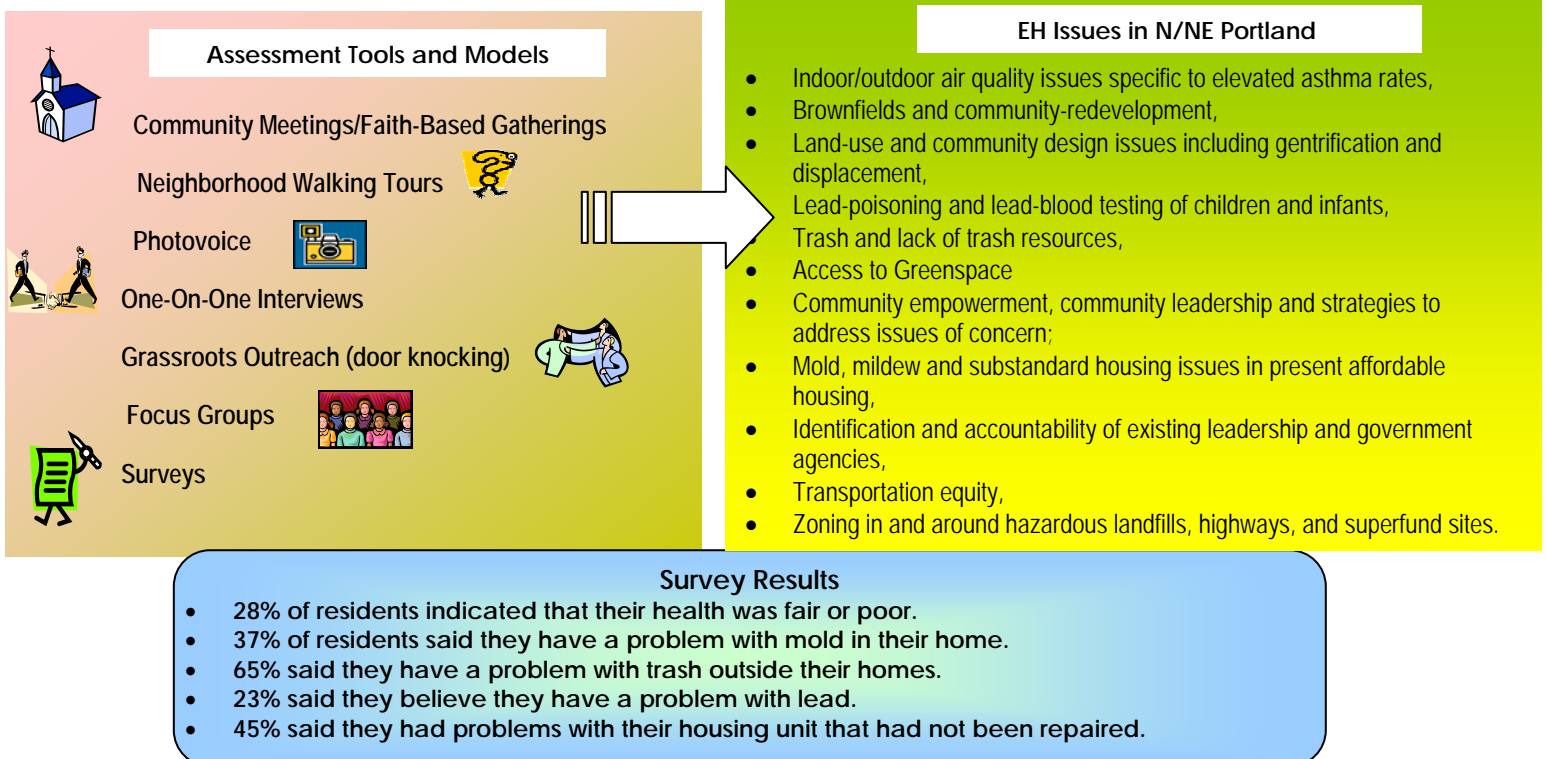 Assessment Tools and Models
Community Meetings/Faith-Based Gatherings
Neighborhood Walking Tours
Photovoice
One-On-One Interviews
Grassroots Outreach (door knocking)
Focus Groups
Surveys
EH Issues in N/NE Portland
• Indoor/outdoor air quality issues specific to elevated asthma rates,
• Brownfields and community-redevelopment,
• Land-use and community design issues including gentrification and
displacement,
Lead-poisoning and lead-blood testing of children and infants,
• Trash and lack of trash resources,
• Access to Greenspace
• Community empowerment, community leadership and strategies to
address issues of concern;
• Mold, mildew and substandard housing issues in present affordable
housing,
• Identification and accountability of existing leadership and government
agencies,
• Transportation equity,
• Zoning in and around hazardous landfills, highways, and superfund sites.
Survey Results
• 28% of residents indicated that their health was fair or poor.
• 37% of residents said they have a problem with mold in their home.
• 65% said they have a problem with trash outside their homes.
• 23% said they believe they have a problem with lead.
• 45% said they had problems with their housing unit that had not been repaired.